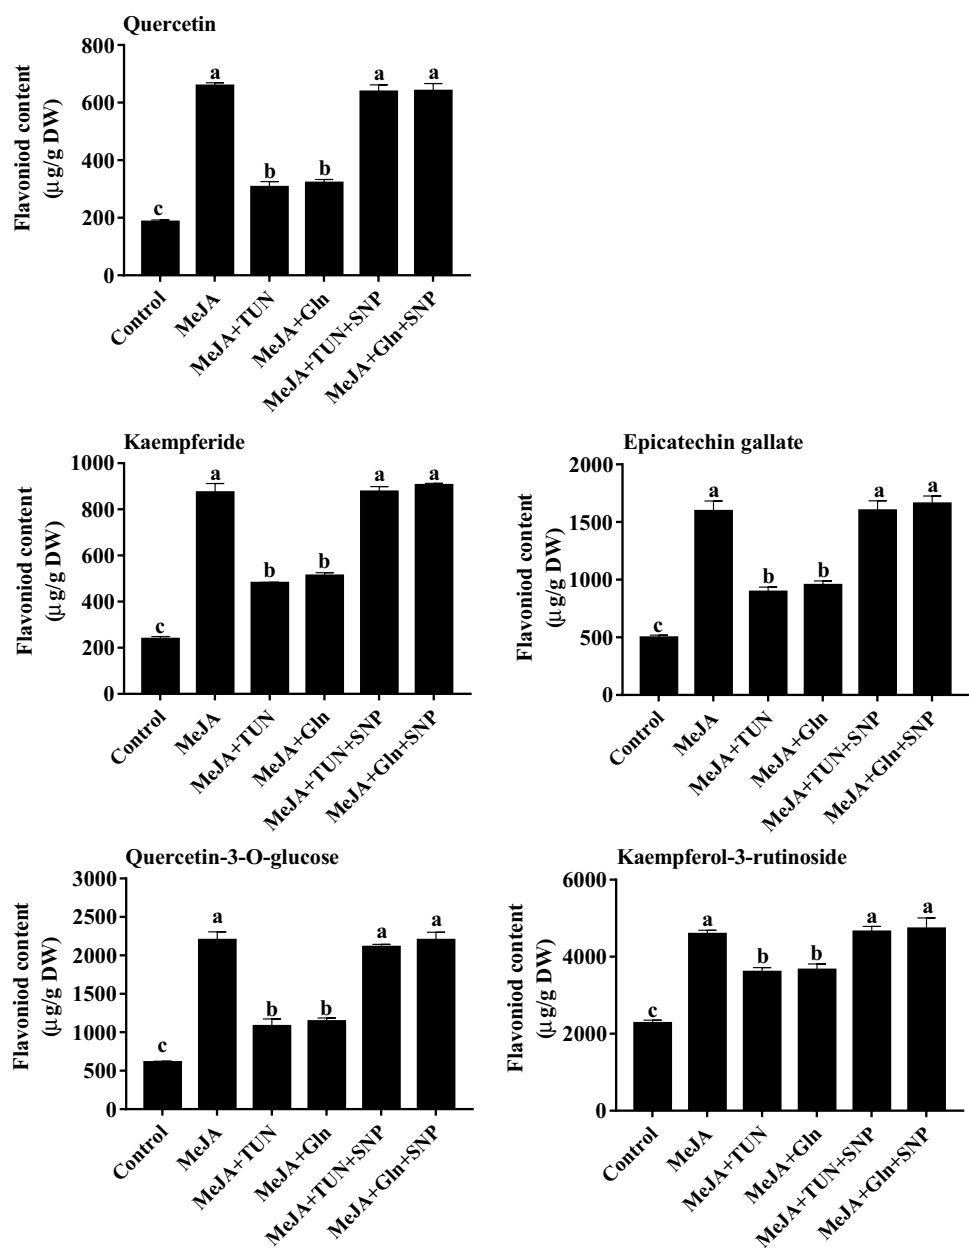 Quercetin
Flavoniod content
(μg/g DW)
800
600
400
200
0
c
a
b
b
a
a
Control
MeJA
MeJA+TUN
MeJA+Gln
MeJA+TUN+SNP
MeJA+Gln+SNP
Kaempferide
Flavoniod content
(μg/g DW)
1000
800
600
400
200
0
c
a
b
b
a
a
Control
MeJA
MeJA+TUN
MeJA+Gln
MeJA+TUN+SNP
MeJA+Gln+SNP
Epicatechin gallate
Flavoniod content
(μg/g DW)
2000
1500
1000
500
0
c
a
b
b
a
a
Control
MeJA
MeJA+TUN
MeJA+Gln
MeJA+TUN+SNP
MeJA+Gln+SNP
Quercetin-3-O-glucose
Flavoniod content
(μg/g DW)
3000
2500
2000
1500
1000
500
0
c
a
b
b
a
a
Control
MeJA
MeJA+TUN
MeJA+Gln
MeJA+TUN+SNP
MeJA+Gln+SNP
Kaempferol-3-rutinoside
Flavoniod content
(μg/g DW)
6000
4000
2000
0
c
a
b
b
a
a
Control
MeJA
MeJA+TUN
MeJA+Gln
MeJA+TUN+SNP
MeJA+Gln+SNP